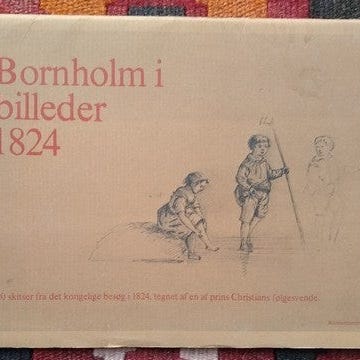 Bornholm i
billeder
1824
skitser fra det kongelige besøg i 1824, tegnet af en af prins Christians følgesvende.